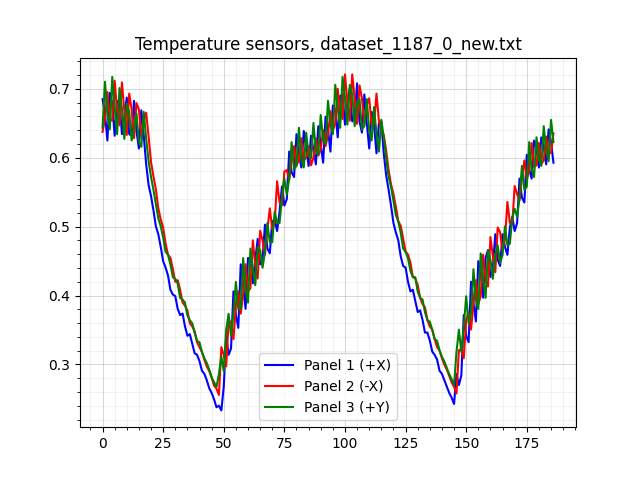 Temperature sensors, dataset_1187_0_new.txt
0.7
0.6
0.5
0.4
0.3
Panel 1 (+X)
Panel 2 (-X)
Panel 3 (+Y)
0 25 50 75 100 125 150 175